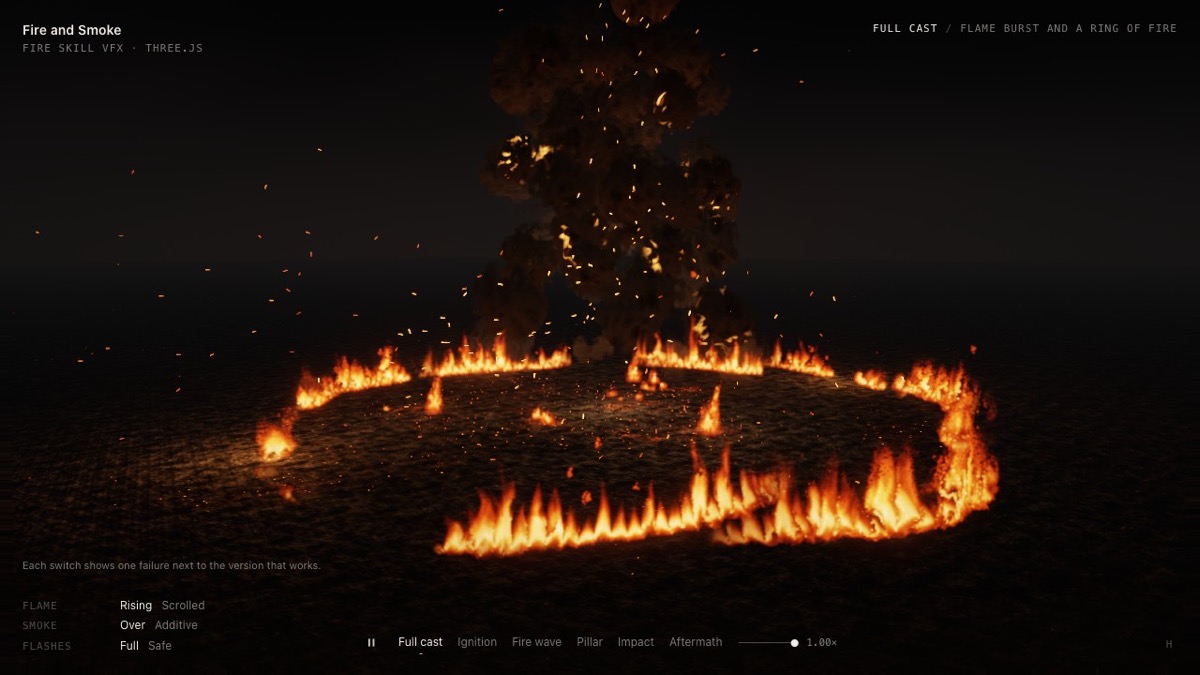 Fire and Smoke
FIRE SKILL VFX · THREE.JS
FULL CAST / FLAME BURST AND A RING OF FIRE
Each switch shows one failure next to the version that works.
FLAME Rising Scrolled
SMOKE Over Additive
FLASHES Full Safe
Full cast Ignition Fire wave Pillar Impact Aftermath 1.00×
H